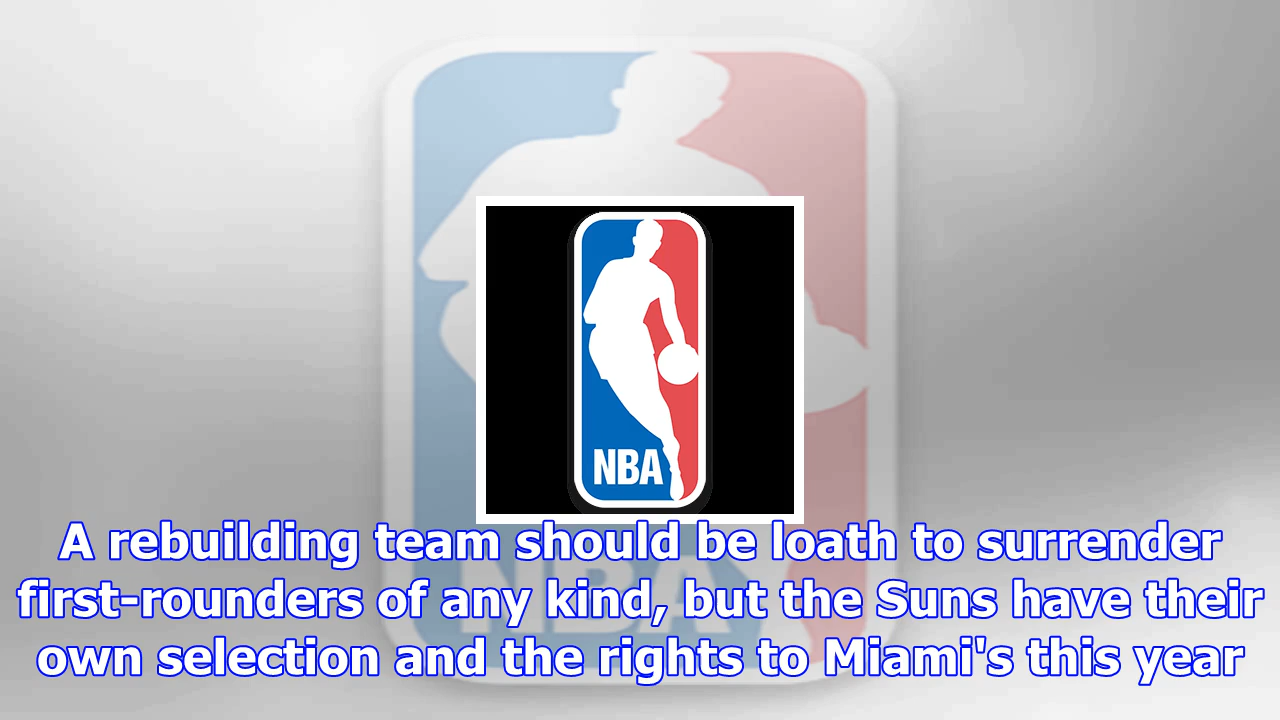 NBA
A rebuilding team should be loath to surrender
first-rounders of any kind, but the Suns have their
own selection and the rights to Miami's this year
NBA